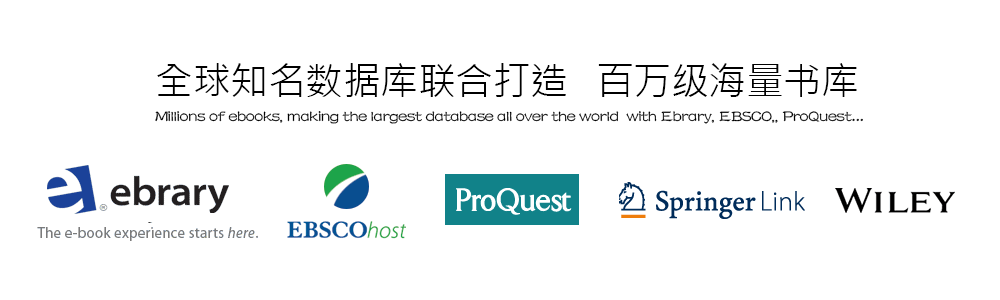 全球知名数据库联合打造 百万级海量书库
Millions of ebooks, making the largest database all over the world with Ebrary, EBSCO,, ProQuest...
ebrary®
The e-book experience starts here.
EBSCOhost
ProQuest
Springer Link
WILEY